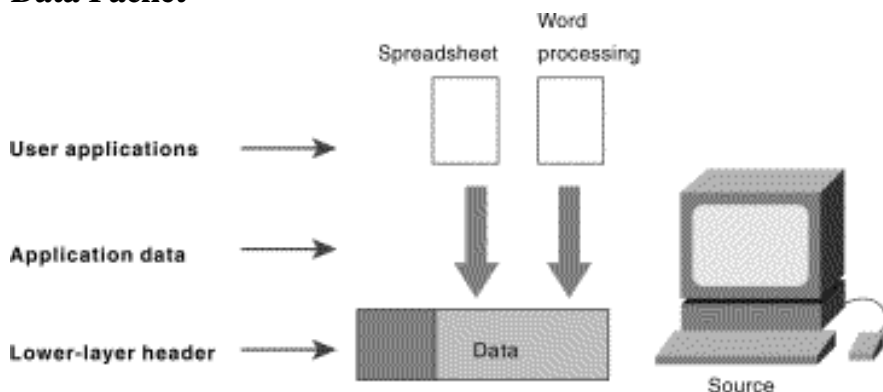 Data Packet
Spreadsheet
Word
processing
User applications
Application data
Lower-layer header
Data
Source